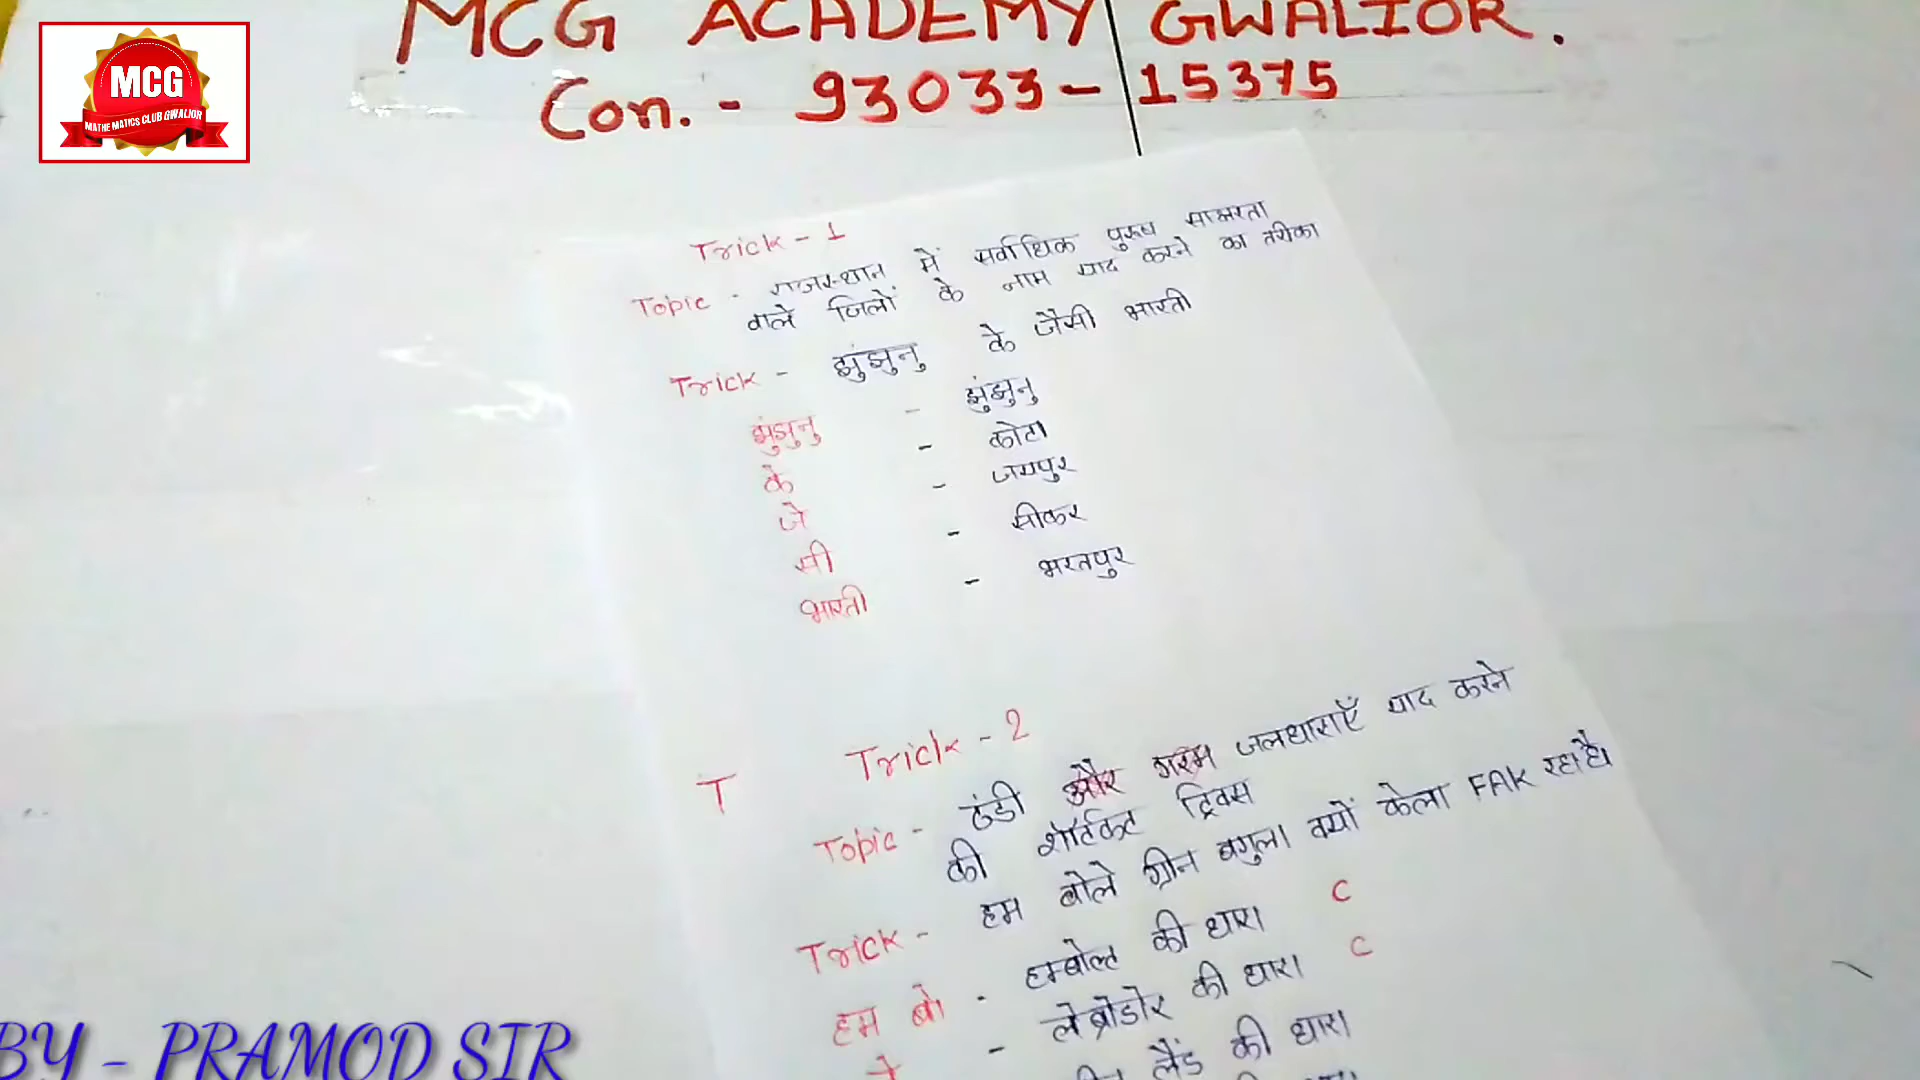 MCG ACADEMY GWALIOR.
Con. - 93033-15375
MCG
MATHEMATICS CLUB GWALIOR
Trick - 1
Topic - राजस्थान में सर्वाधिक पुरुष साक्षरता
वाले जिलों के नाम याद करने का तरीका
Trick - झुंझुनु के जैसी भारती
झुंझुनु - झुंझुनु
के - कोटा
जे - जयपुर
सी - सीकर
भारती - भरतपुर
T Trick - 2
Topic - ठंडी और गरम जलधाराएँ याद करने
की शॉर्टकट ट्रिक्स
Trick - हम बोले ग्रीन बगुला क्यों केला FAK रहा है।
हम बो - हम्बोल्ट की धारा C
ले - लेब्रोडोर की धारा C
लैंड की धारा
BY - PRAMOD SIR